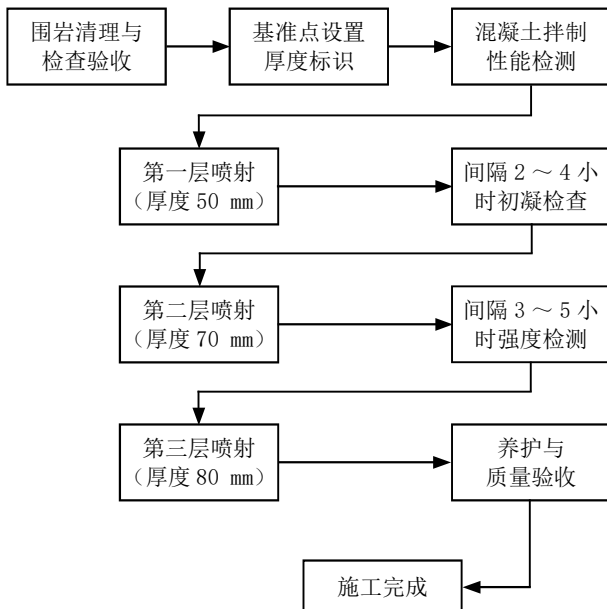 围岩清理与
检查验收
基准点设置
厚度标识
混凝土拌制
性能检测
第一层喷射
（厚度 50 mm）
间隔 2 ～ 4 小
时初凝检查
第二层喷射
（厚度 70 mm）
间隔 3 ～ 5 小
时强度检测
第三层喷射
（厚度 80 mm）
养护与
质量验收
施工完成